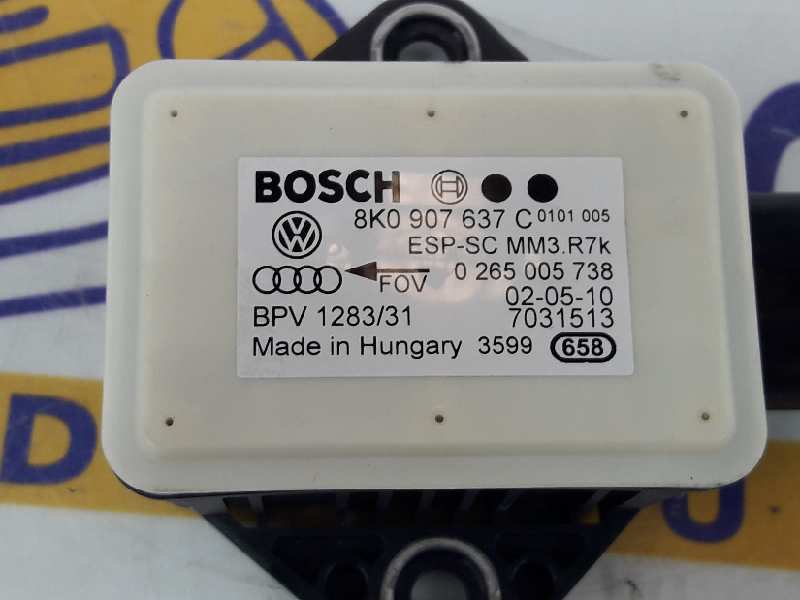 BOSCH
8K0 907 637 C 0101 005
ESP-SC MM3.R7k
FOV 0 265 005 738
02-05-10
BPV 1283/31 7031513
Made in Hungary 3599 658
D